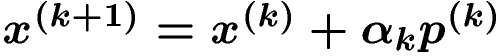 x^{(k+1)} = x^{(k)} + α_k p^{(k)}